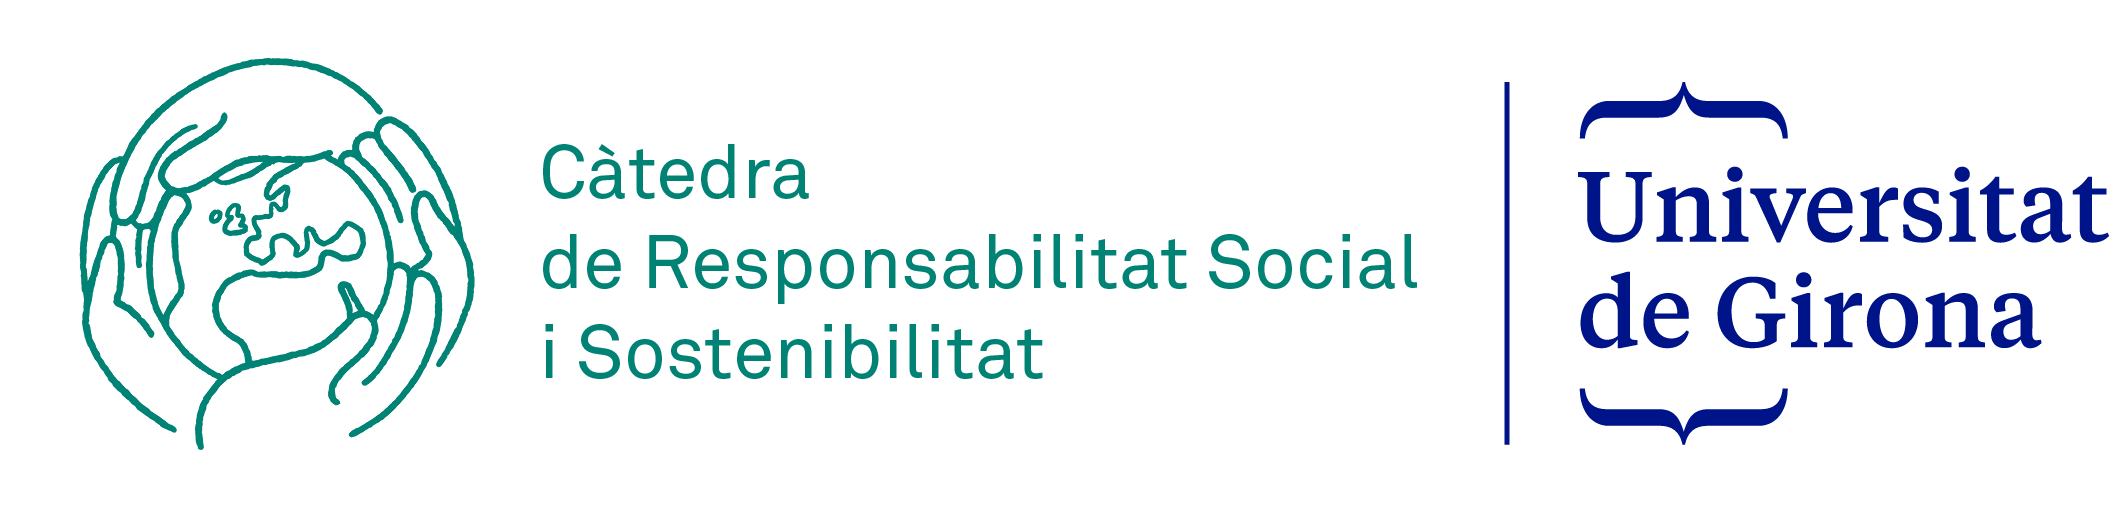 Càtedra
de Responsabilitat Social
i Sostenibilitat
Universitat
de Girona